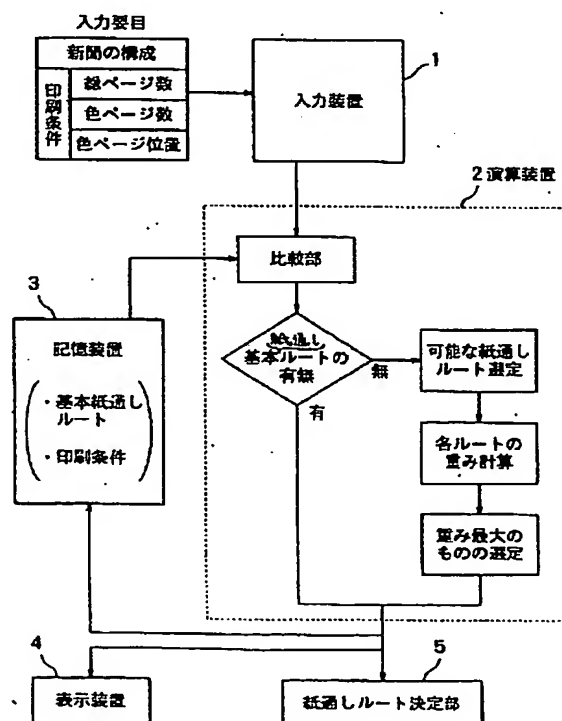 入力要目
新聞の構成
印刷条件
総ページ数
色ページ数
色ページ位置
1
入力装置
2 演算装置
比較部
3
記憶装置
・基本紙通し
ルート
・印刷条件
紙通し
基本ルートの
有無
無
有
可能な紙通し
ルート選定
各ルートの
重み計算
重み最大の
ものの選定
4
表示装置
5
紙通しルート決定部